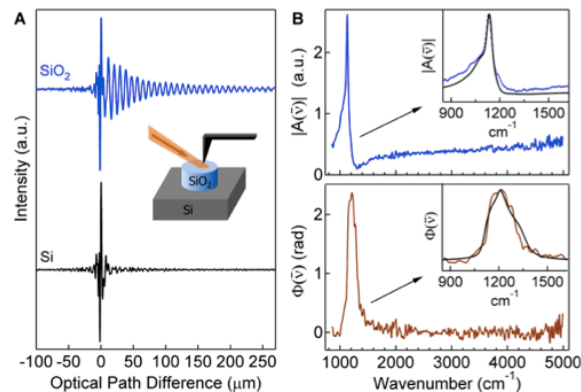 A
SiO₂
SiO₂
Si
Si
Intensity (a.u.)
-100 -50 0 50 100 150 200 250
Optical Path Difference (μm)
B
|A(ν̃)| (a.u.)
2
1
0
|A(ν̃)|
900 1200 1500
cm⁻¹
Φ(ν̃) (rad)
2
1
0
Φ(ν̃)
900 1200 1500
cm⁻¹
1000 2000 3000 4000 5000
Wavenumber (cm⁻¹)